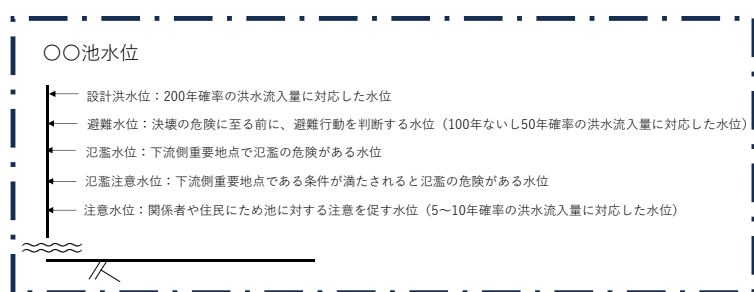 〇〇池水位
設計洪水位：200年確率の洪水流入量に対応した水位
避難水位：決壊の危険に至る前に、避難行動を判断する水位（100年ないし50年確率の洪水流入量に対応した水位）
氾濫水位：下流側重要地点で氾濫の危険がある水位
氾濫注意水位：下流側重要地点である条件が満たされると氾濫の危険がある水位
注意水位：関係者や住民にため池に対する注意を促す水位（5～10年確率の洪水流入量に対応した水位）